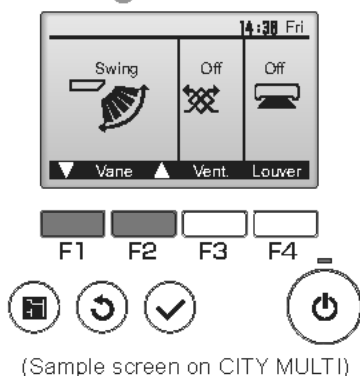 14:38 Fri
Swing Off Off
Vane Vent. Louver
F1 F2 F3 F4
(Sample screen on CITY MULTI)